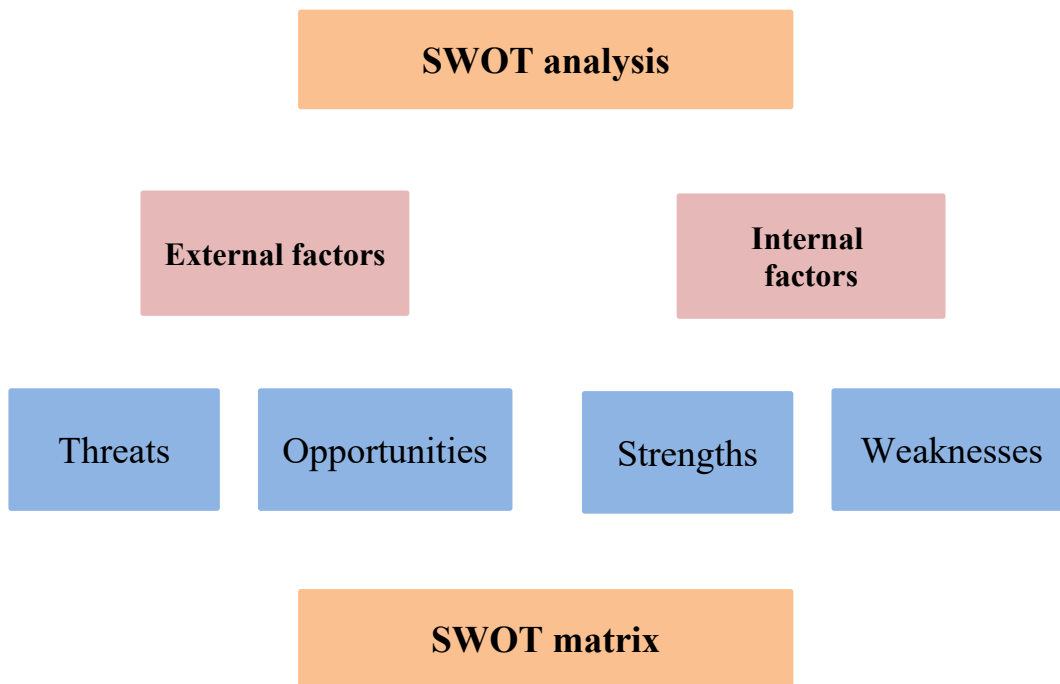 SWOT analysis
External factors
Internal
factors
Threats
Opportunities
Strengths
Weaknesses
SWOT matrix